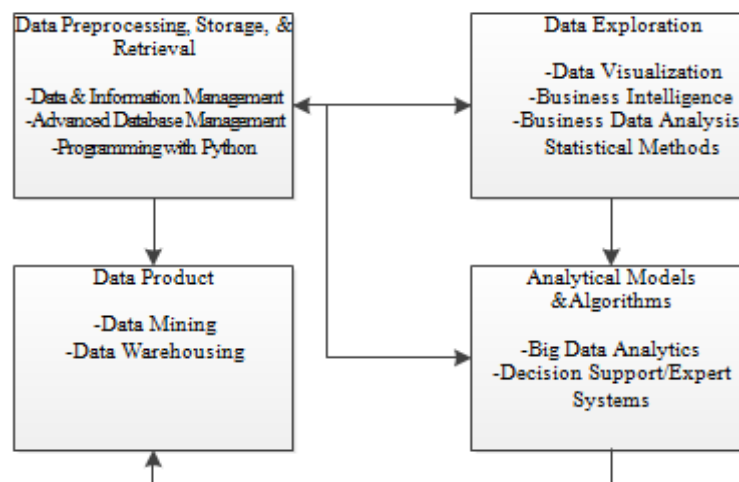 Data Preprocessing, Storage, &
Retrieval
-Data & Information Management
-Advanced Database Management
-Programming with Python
Data Exploration
-Data Visualization
-Business Intelligence
-Business Data Analysis
Statistical Methods
Data Product
-Data Mining
-Data Warehousing
Analytical Models
&Algorithms
-Big Data Analytics
-Decision Support/Expert
Systems